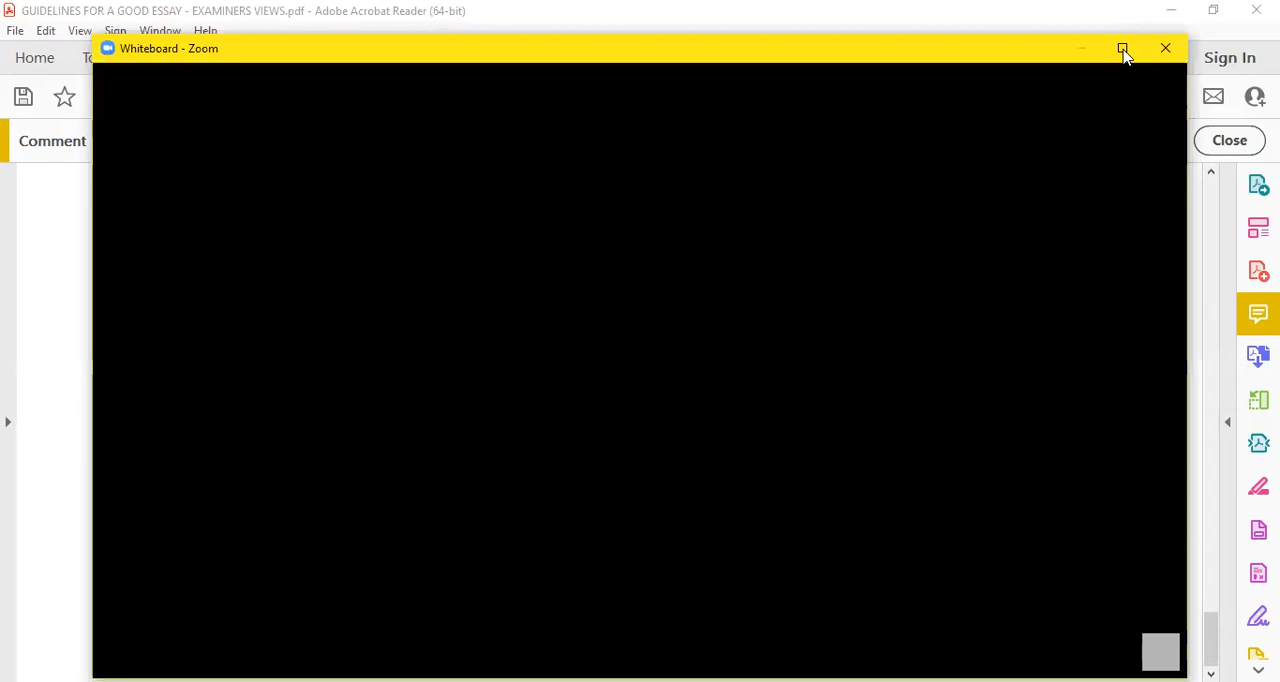 GUIDELINES FOR A GOOD ESSAY - EXAMINERS VIEWS.pdf - Adobe Acrobat Reader (64-bit)
File Edit View Sign Window Help
Whiteboard - Zoom
Home
Sign In
Comment
Close